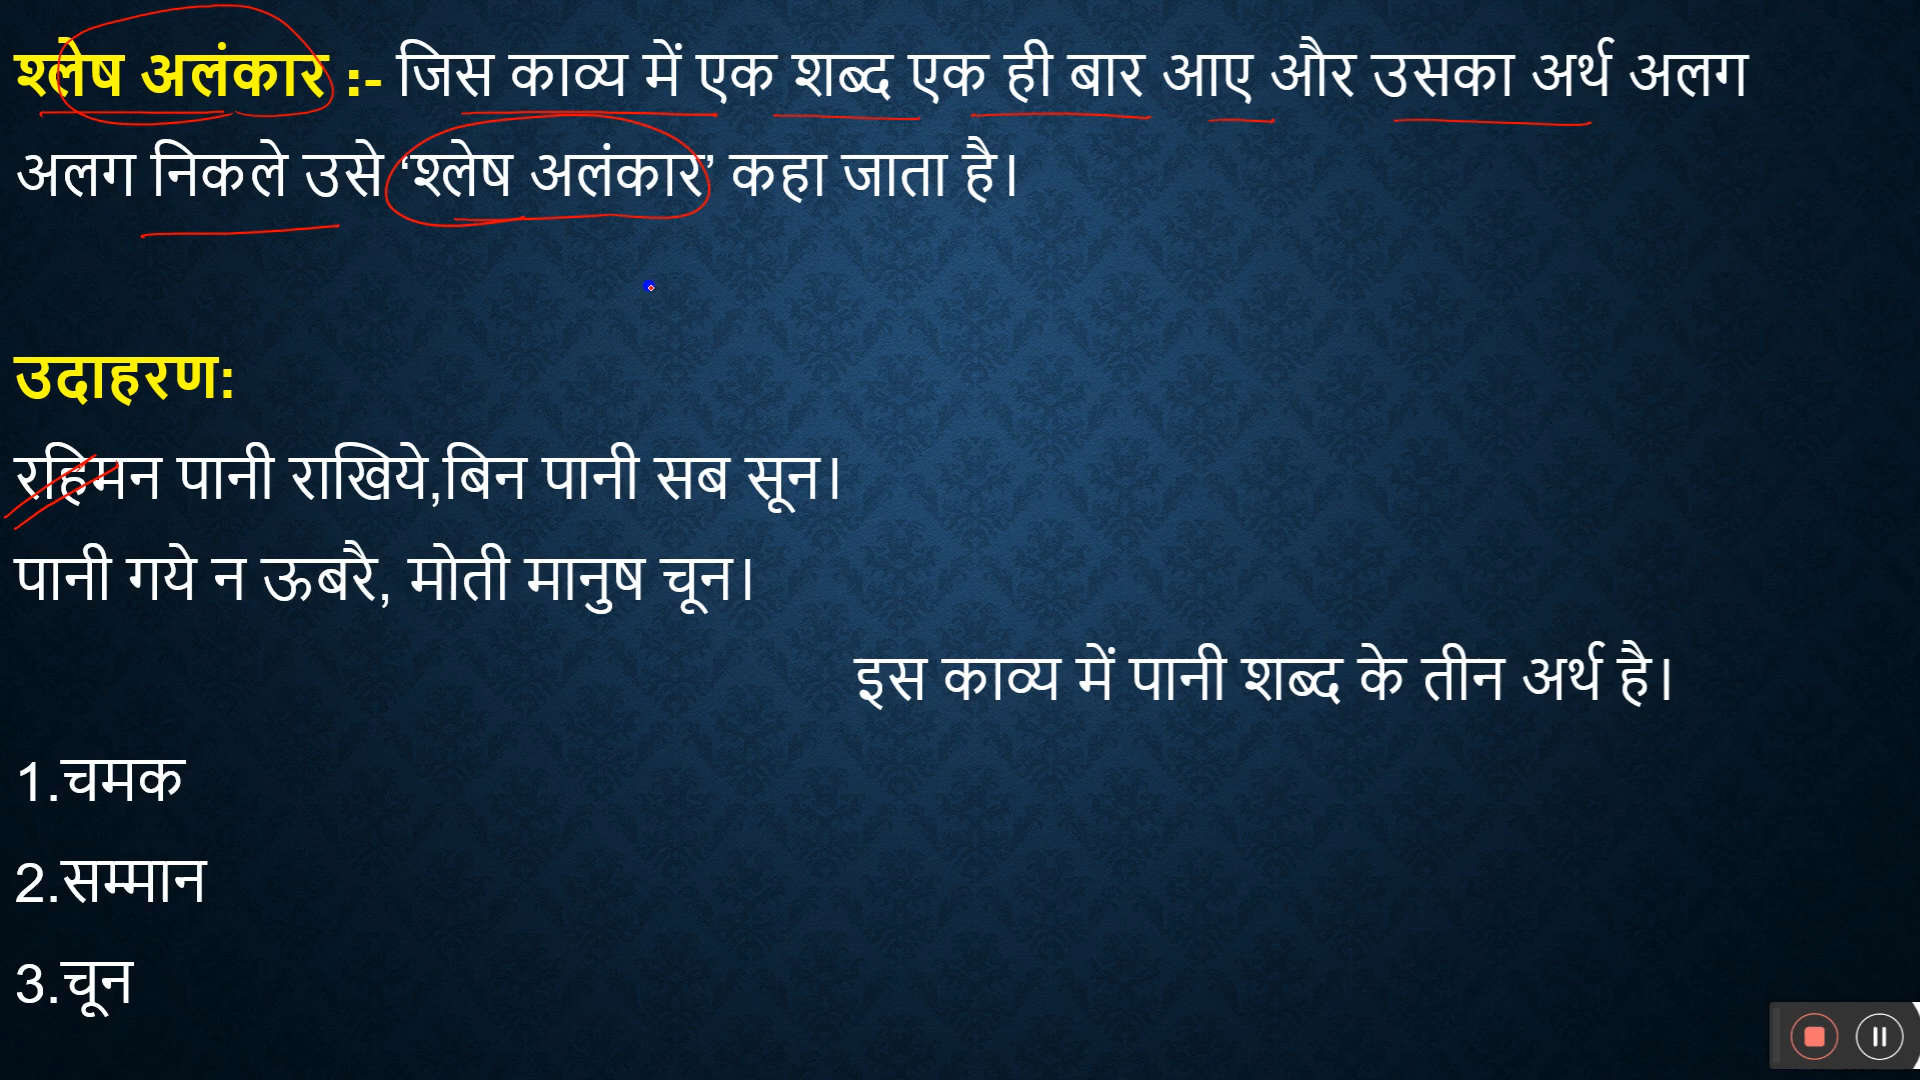 श्लेष अलंकार :- जिस काव्य में एक शब्द एक ही बार आए और उसका अर्थ अलग
अलग निकले उसे ‘श्लेष अलंकार’ कहा जाता है।
उदाहरण:
रहिमन पानी राखिये,बिन पानी सब सून।
पानी गये न ऊबरै, मोती मानुष चून।
इस काव्य में पानी शब्द के तीन अर्थ है।
1.चमक
2.सम्मान
3.चून